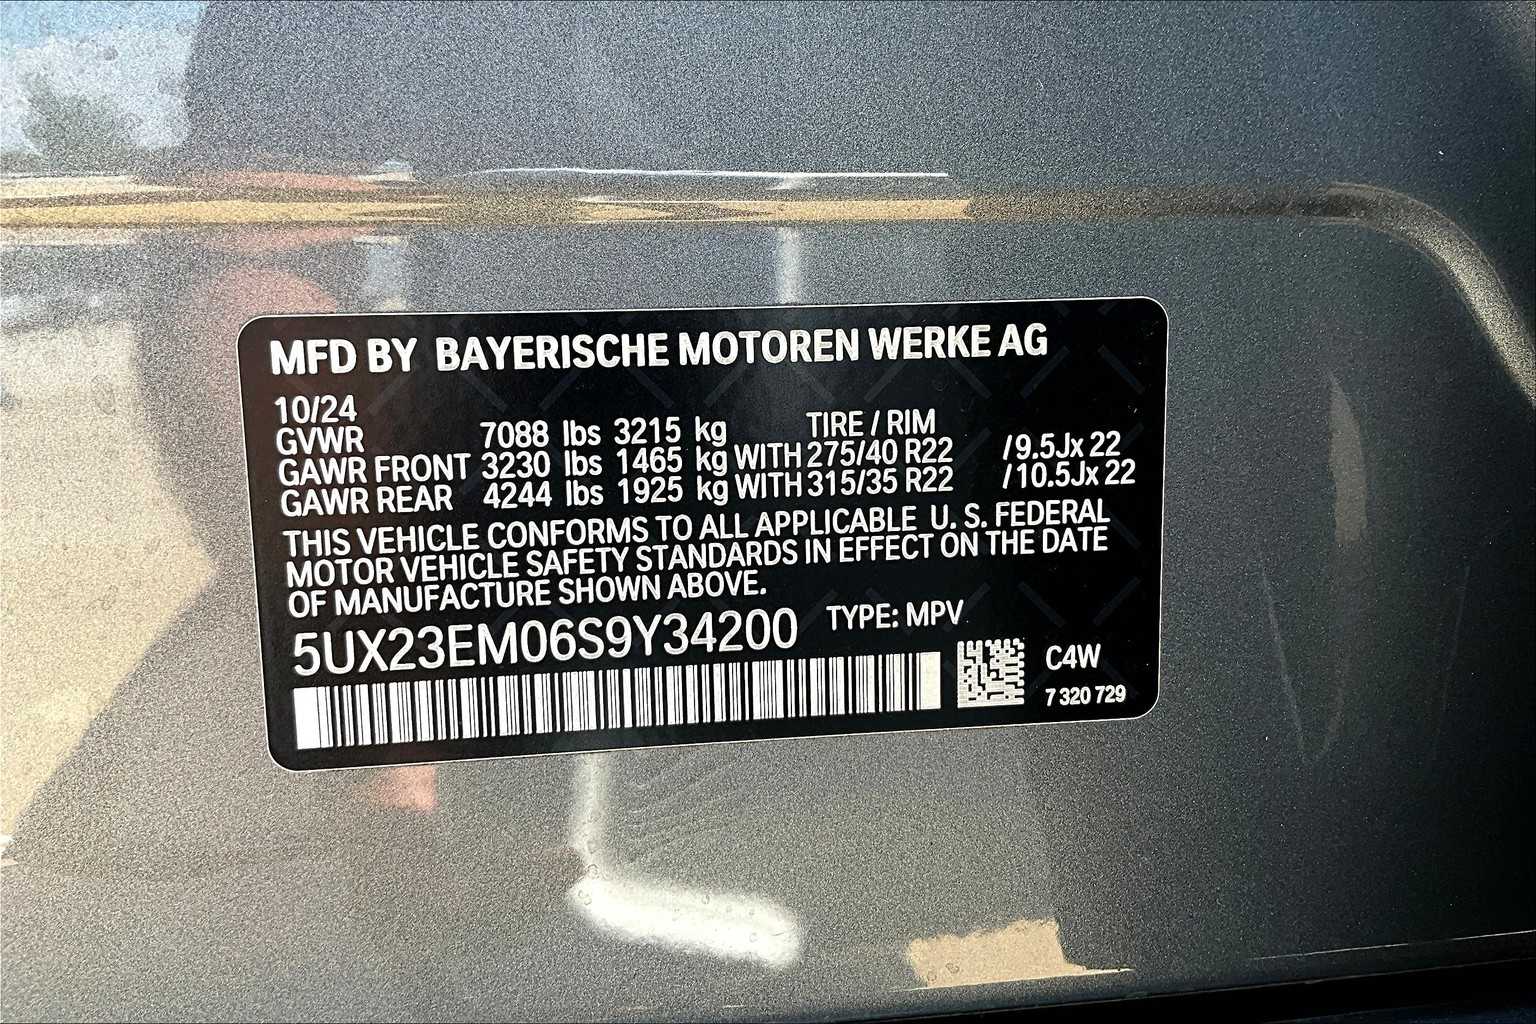 MFD BY BAYERISCHE MOTOREN WERKE AG
10/24 TIRE / RIM
GVWR 7088 lbs 3215 kg
GAWR FRONT 3230 lbs 1465 kg WITH 275/40 R22 /9.5Jx 22
GAWR REAR 4244 lbs 1925 kg WITH 315/35 R22 /10.5Jx 22
THIS VEHICLE CONFORMS TO ALL APPLICABLE U. S. FEDERAL
MOTOR VEHICLE SAFETY STANDARDS IN EFFECT ON THE DATE
OF MANUFACTURE SHOWN ABOVE.
5UX23EM06S9Y34200 TYPE: MPV
C4W
7 320 729